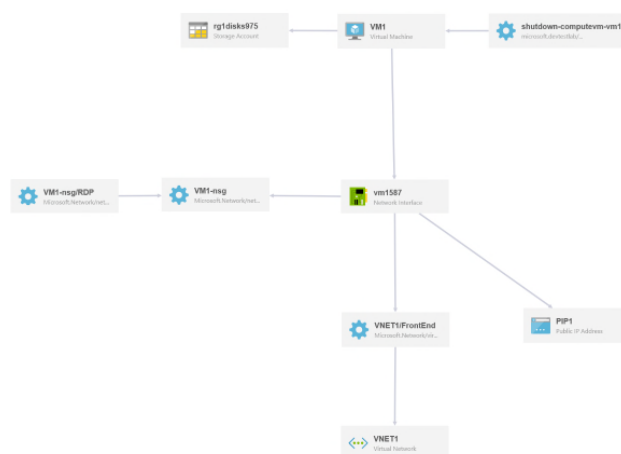 rg1disks975
Storage Account
VM1
Virtual Machine
shutdown-computevm-vm1
microsoft.devtestlab/...
VM1-nsg/RDP
Microsoft.Network/net...
VM1-nsg
Microsoft.Network/net...
vm1587
Network Interface
VNET1/FrontEnd
Microsoft.Network/vir...
PIP1
Public IP Address
VNET1
Virtual Network